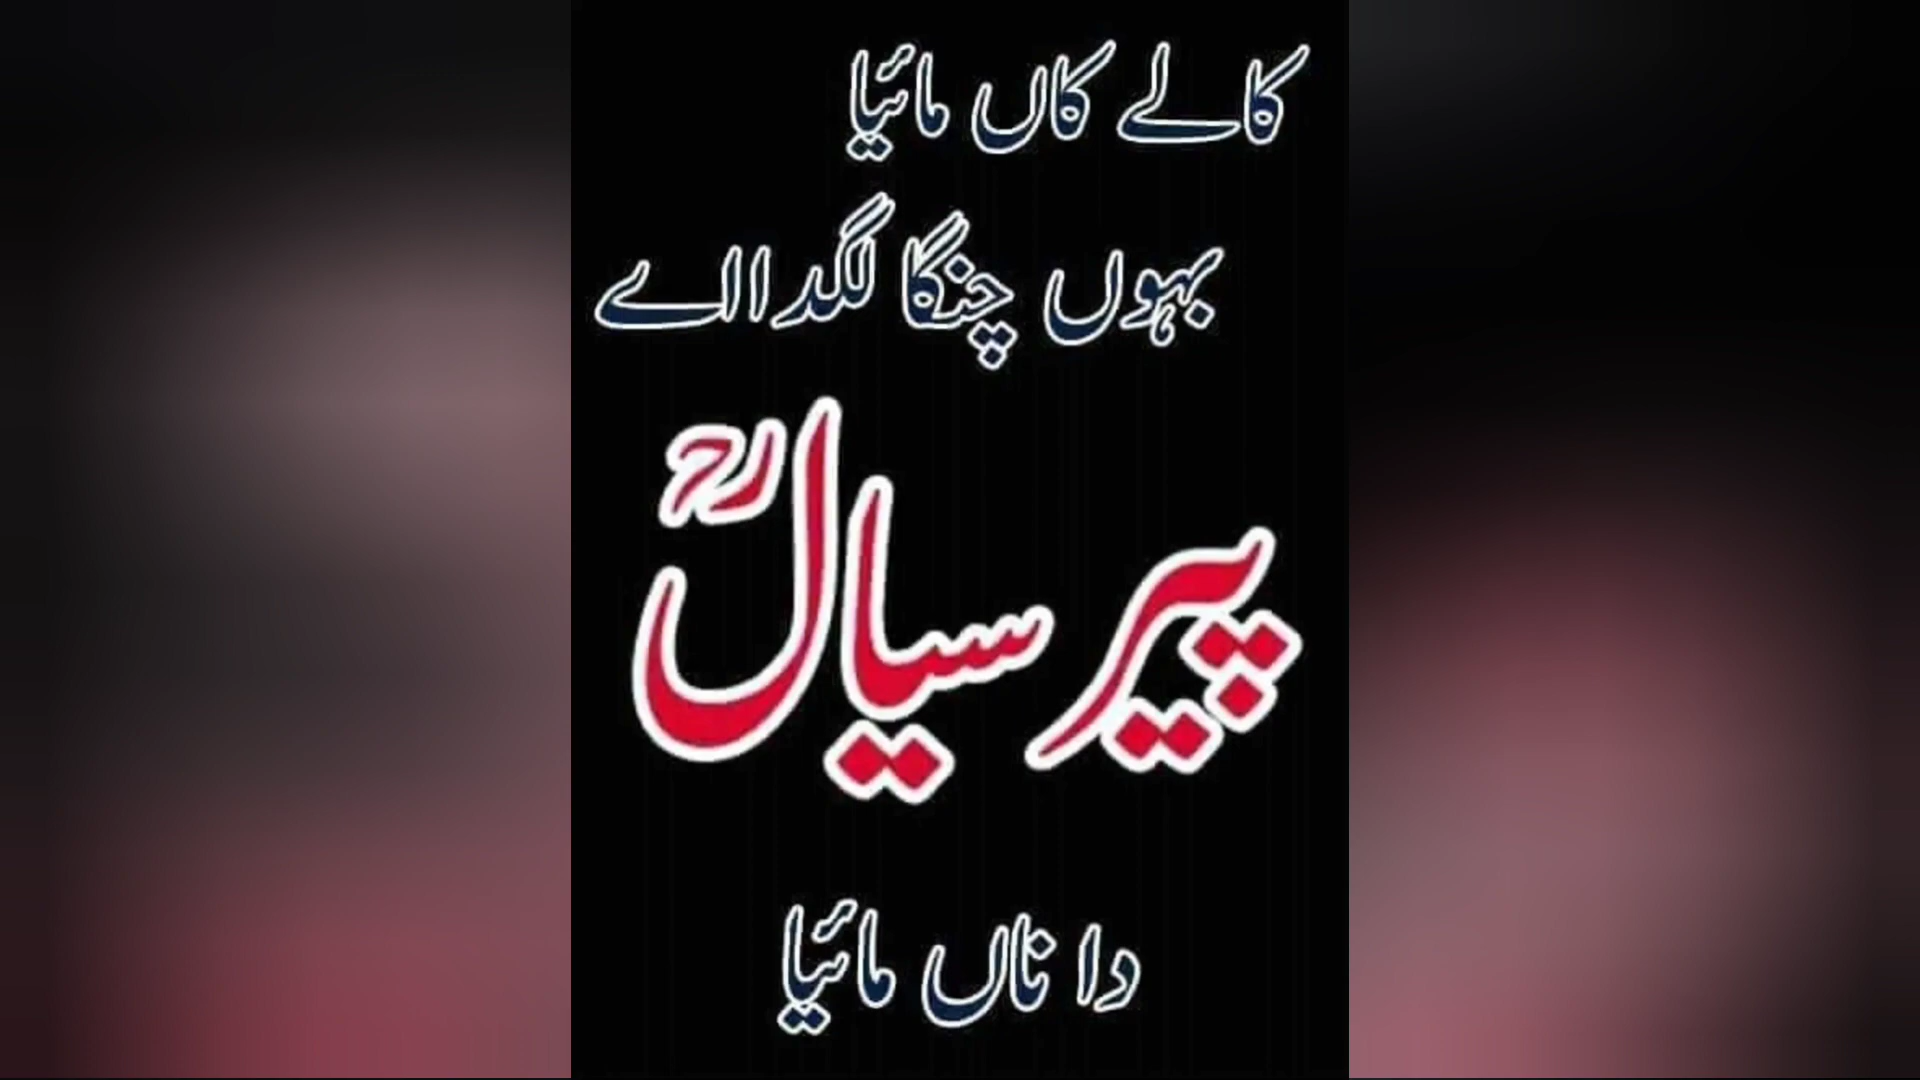 کالے کاں مائیا
بہوں چنگا لگدا اے
پیر سیالؒ
دا ناں مائیا